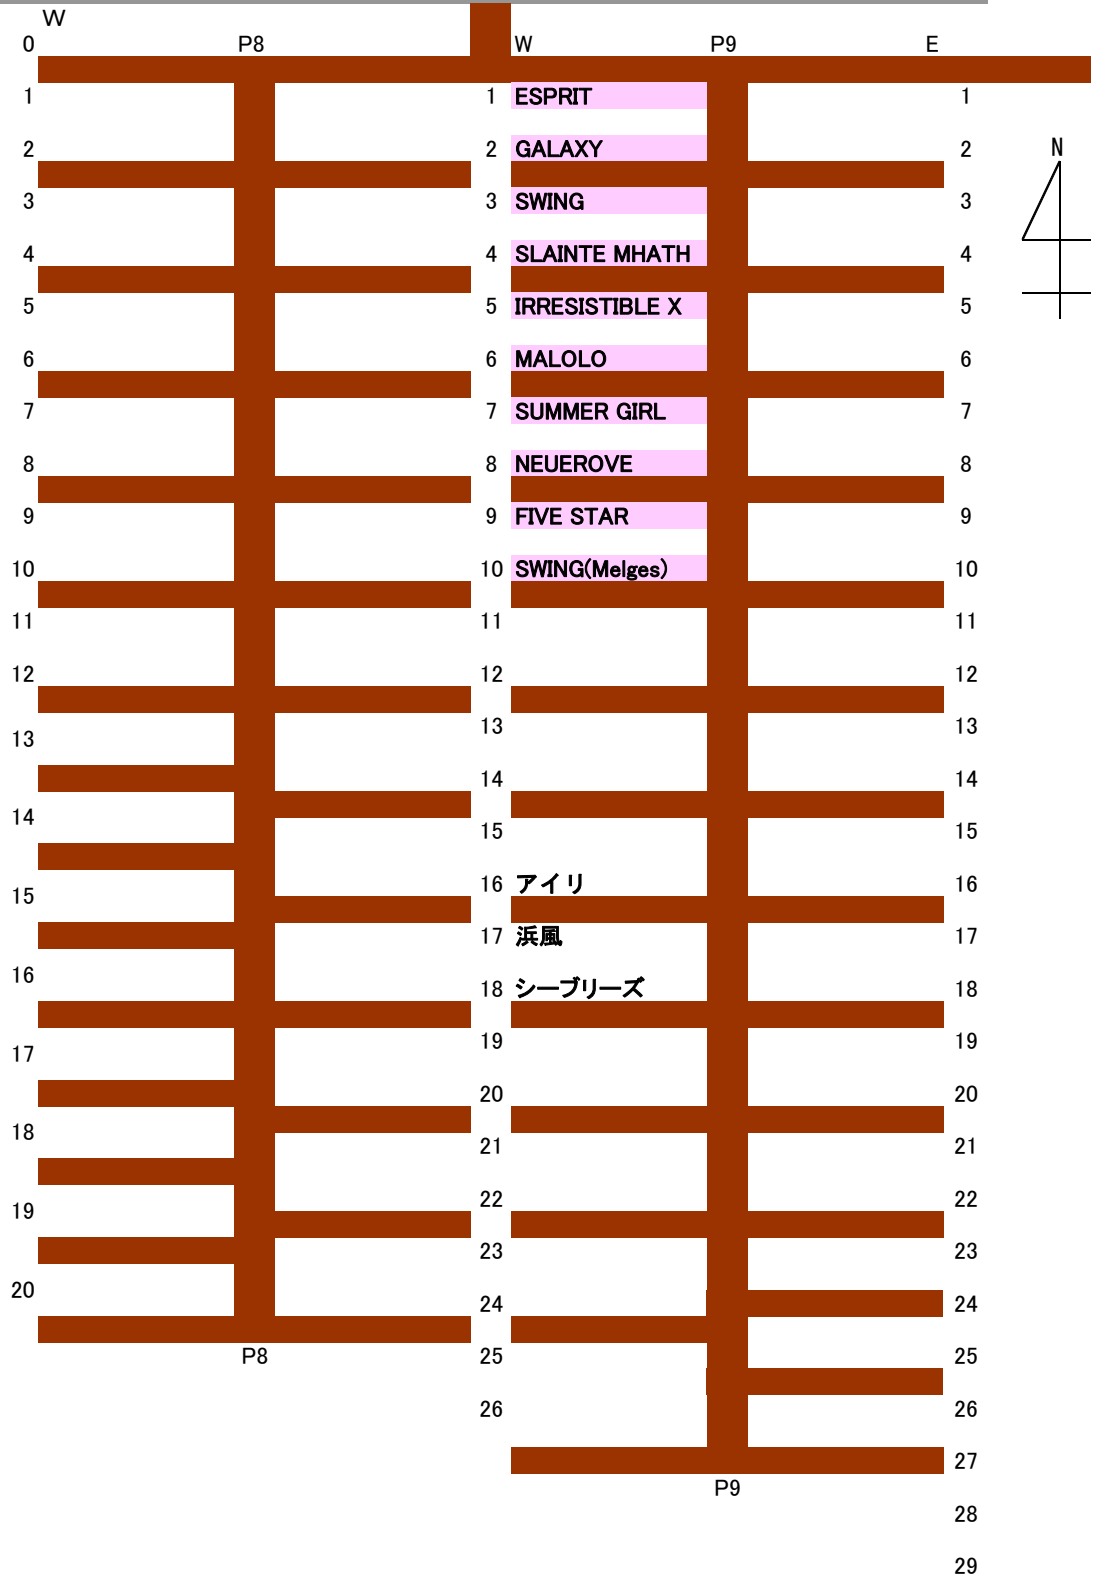 W
0 P8 W P9 E
1 1 ESPRIT 1
2 2 GALAXY 2 N
3 3 SWING 3
4 4 SLAINTE MHATH 4
5 5 IRRESISTIBLE X 5
6 6 MALOLO 6
7 7 SUMMER GIRL 7
8 8 NEUEROVE 8
9 9 FIVE STAR 9
10 10 SWING(Melges) 10
11 11 11
12 12 12
13 13 13
14 14
14 15 15
15 16 アイリ 16
17 浜風 17
16 18 シーブリーズ 18
17 19 19
20 20
18 21 21
19 22 22
23 23
20 24 24
P8 25 25
26 26
27
P9
28
29